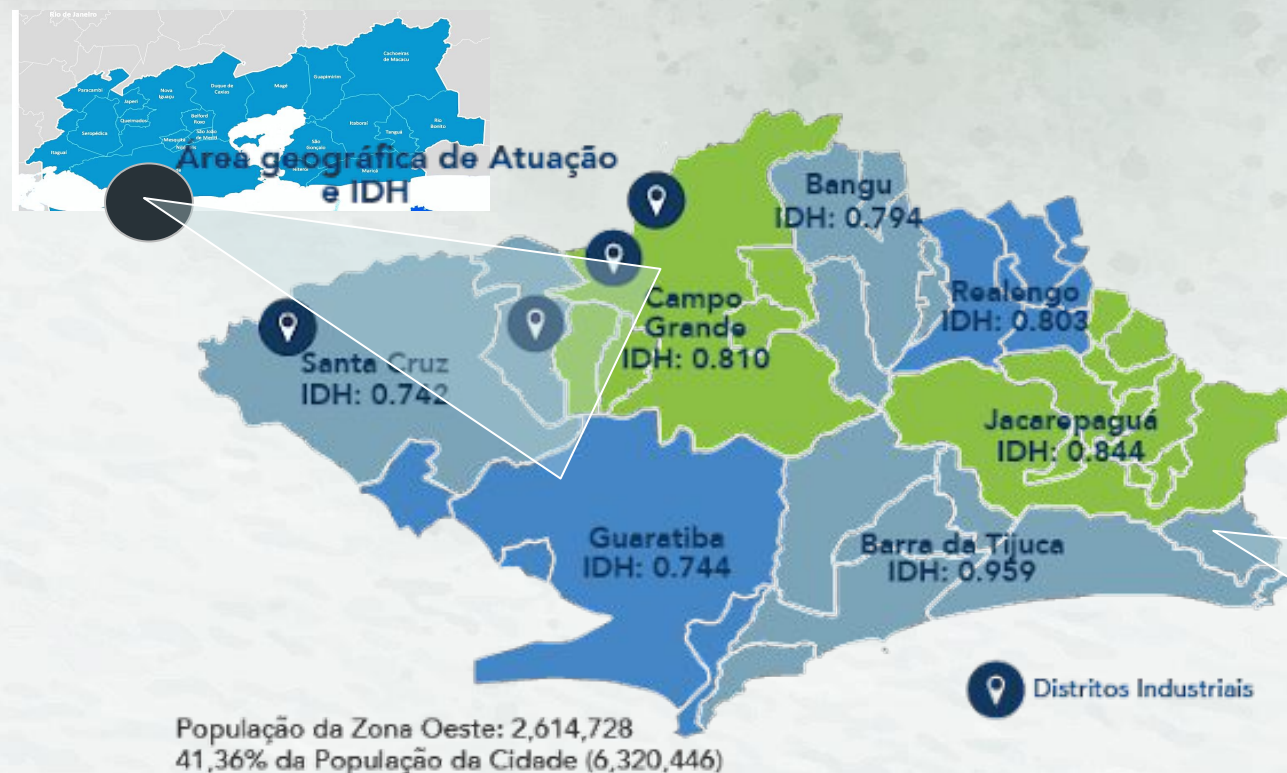 Rio de Janeiro
Cachoeiras
de Macacu
Guapimirim
Paracambi
Nova
Iguaçu
Duque de
Caxias
Magé
Japeri
Queimados
Belford
Roxo
Itaboraí
Rio
Bonito
Seropédica
São João
de Meriti
Tanguá
Mesquita
São
Gonçalo
Itaguaí
Maricá
Área geográfica de Atuação
e IDH
Bangu
IDH: 0.794
Realengo
IDH: 0.803
Campo
Grande
IDH: 0.810
Santa Cruz
IDH: 0.742
Jacarepaguá
IDH: 0.844
Guaratiba
IDH: 0.744
Barra da Tijuca
IDH: 0.959
Distritos Industriais
População da Zona Oeste: 2,614,728
41,36% da População da Cidade (6,320,446)